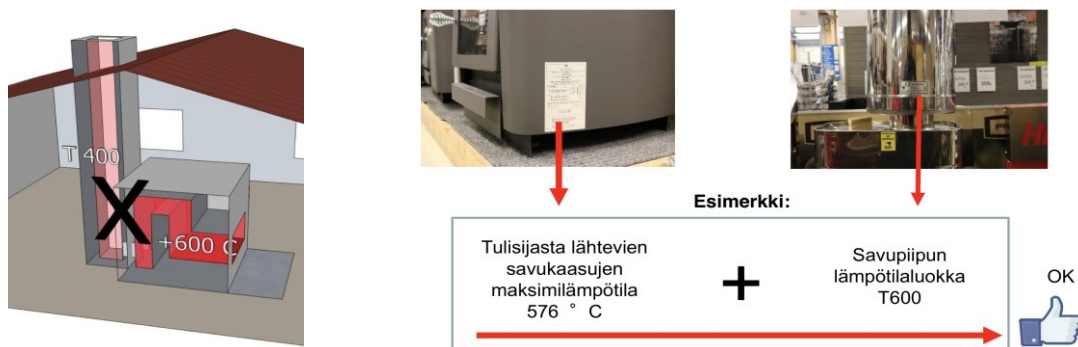 T 400
X
+600 C
Esimerkki:
Tulisijasta lähtevien
savukaasujen
maksimilämpötila
576 ° C
+
Savupiipun
lämpötilaluokka
T600
OK